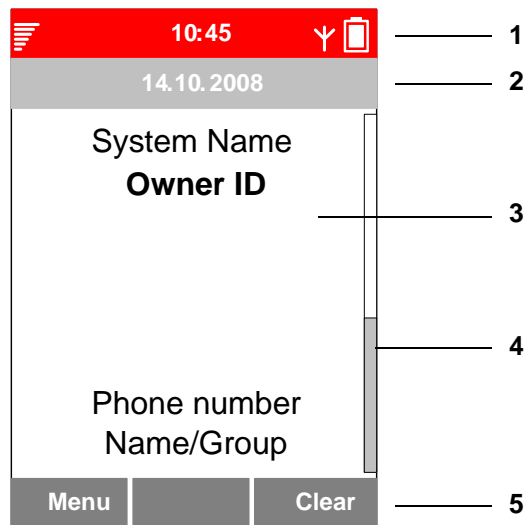 10:45
1
14.10.2008
2
System Name
Owner ID
3
4
Phone number
Name/Group
Menu Clear
5